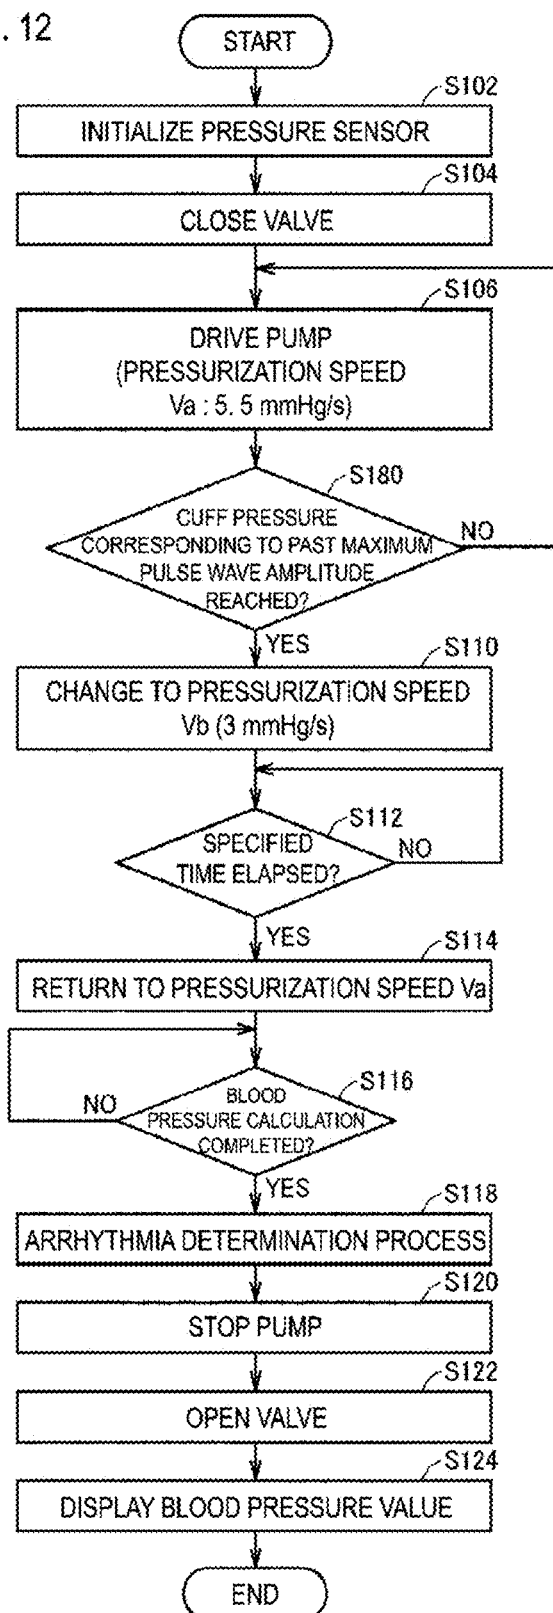 . 12
START
S102
INITIALIZE PRESSURE SENSOR
S104
CLOSE VALVE
S106
DRIVE PUMP
(PRESSURIZATION SPEED
Va : 5. 5 mmHg/s)
S180
CUFF PRESSURE
CORRESPONDING TO PAST MAXIMUM
PULSE WAVE AMPLITUDE
REACHED?
NO
YES
S110
CHANGE TO PRESSURIZATION SPEED
Vb (3 mmHg/s)
S112
SPECIFIED
TIME ELAPSED?
NO
YES
S114
RETURN TO PRESSURIZATION SPEED Va
S116
BLOOD
PRESSURE CALCULATION
COMPLETED?
NO
YES
S118
ARRHYTHMIA DETERMINATION PROCESS
S120
STOP PUMP
S122
OPEN VALVE
S124
DISPLAY BLOOD PRESSURE VALUE
END